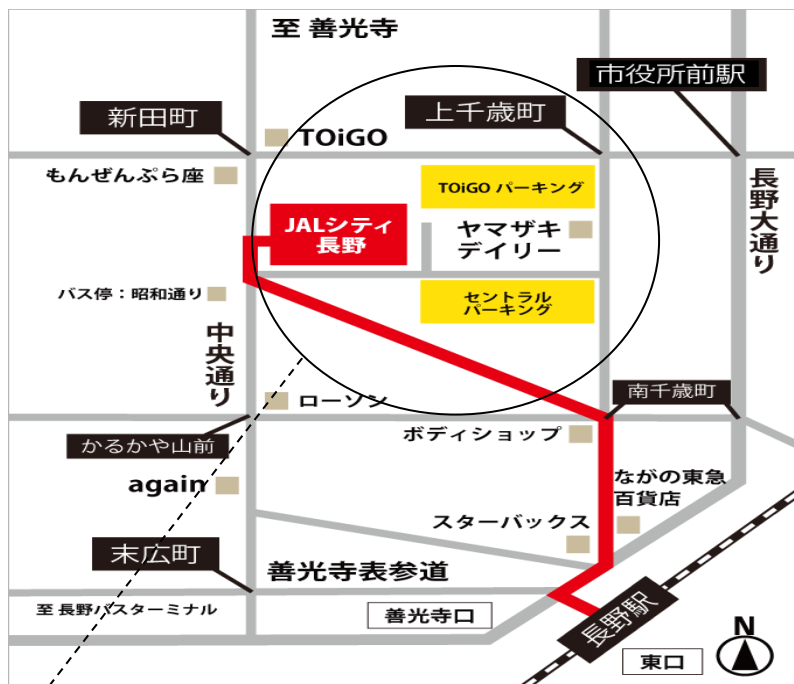 至 善光寺
市役所前駅
新田町
上千歳町
TOiGO
もんぜんぷら座
TOiGO パーキング
長野大通り
JALシティ
長野
ヤマザキ
デイリー
バス停：昭和通り
セントラル
パーキング
中央通り
南千歳町
ローソン
かるかや山前
ボディショップ
again
ながの東急
百貨店
スターバックス
末広町
善光寺表参道
至 長野バスターミナル
善光寺口
長野駅
東口
N